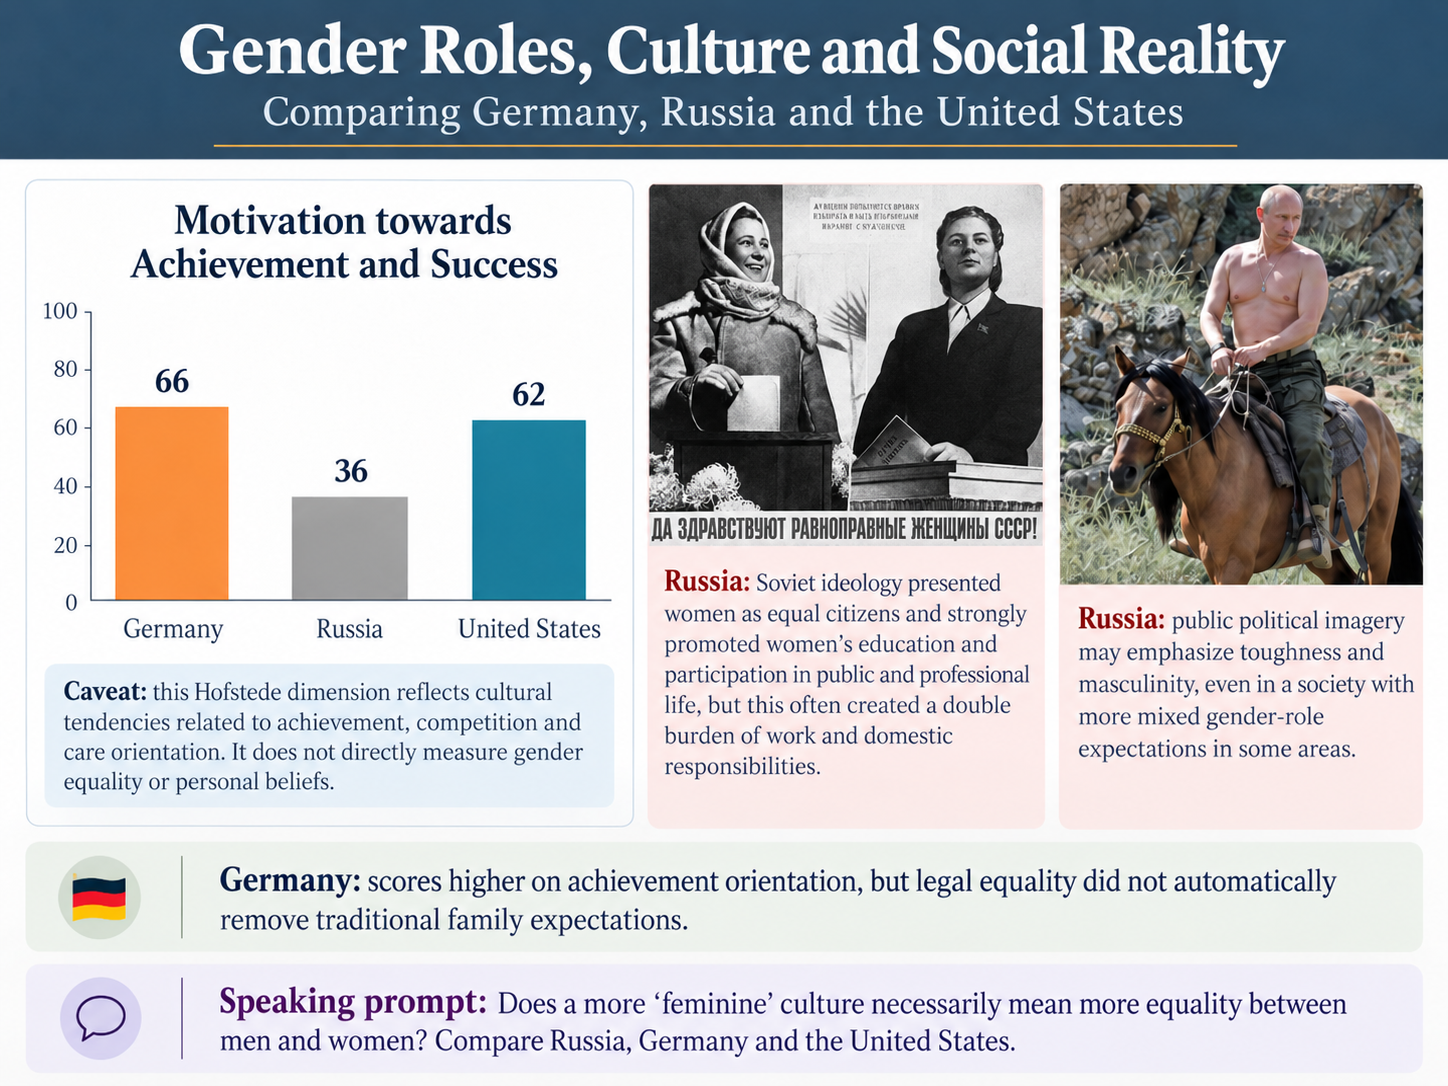 Gender Roles, Culture and Social Reality
Comparing Germany, Russia and the United States
Motivation towards
Achievement and Success
100
80
60
40
20
0
66
36
62
Germany
Russia
United States
Caveat: this Hofstede dimension reflects cultural
tendencies related to achievement, competition and
care orientation. It does not directly measure gender
equality or personal beliefs.
ДА ЗДРАВСТВУЮТ РАВНОПРАВНЫЕ ЖЕНЩИНЫ СССР!
Russia: Soviet ideology presented
women as equal citizens and strongly
promoted women’s education and
participation in public and professional
life, but this often created a double
burden of work and domestic
responsibilities.
Russia: public political imagery
may emphasize toughness and
masculinity, even in a society with
more mixed gender-role
expectations in some areas.
Germany: scores higher on achievement orientation, but legal equality did not automatically
remove traditional family expectations.
Speaking prompt: Does a more ‘feminine’ culture necessarily mean more equality between
men and women? Compare Russia, Germany and the United States.